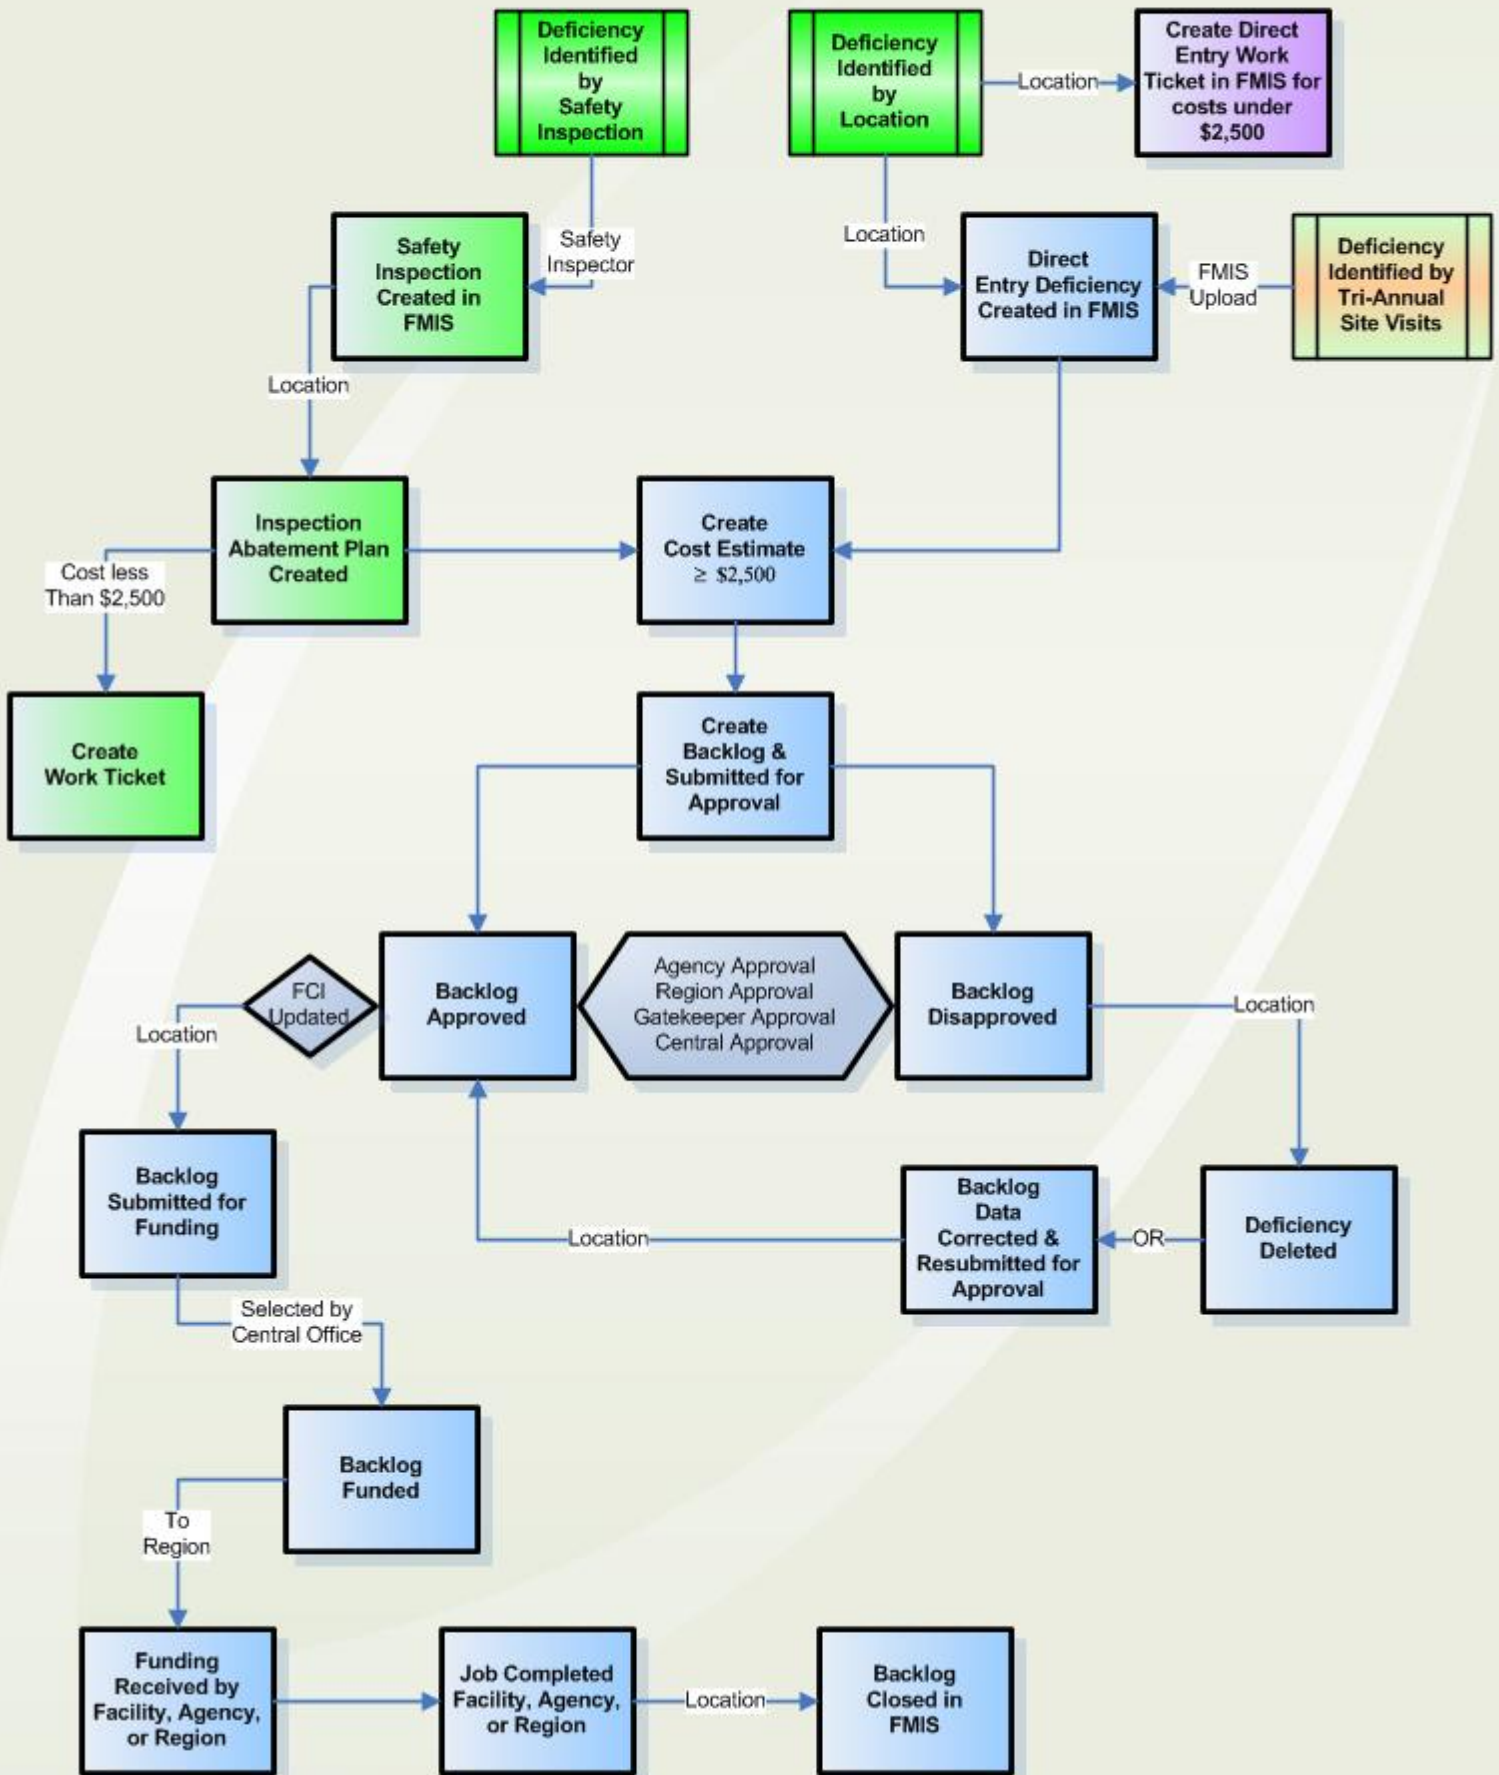 Deficiency
Identified
by
Safety
Inspection
Deficiency
Identified
by
Location
Location
Create Direct
Entry Work
Ticket in FMIS for
costs under
$2,500
Safety
Inspector
Safety
Inspection
Created in
FMIS
Location
Direct
Entry Deficiency
Created in FMIS
FMIS
Upload
Deficiency
Identified by
Tri-Annual
Site Visits
Location
Inspection
Abatement Plan
Created
Create
Cost Estimate
≥ $2,500
Cost less
Than $2,500
Create
Work Ticket
Create
Backlog &
Submitted for
Approval
FCI
Updated
Backlog
Approved
Agency Approval
Region Approval
Gatekeeper Approval
Central Approval
Backlog
Disapproved
Location
Location
Backlog
Submitted for
Funding
Location
Backlog
Data
Corrected &
Resubmitted for
Approval
OR
Deficiency
Deleted
Selected by
Central Office
Backlog
Funded
To
Region
Funding
Received by
Facility, Agency,
or Region
Job Completed
Facility, Agency,
or Region
Location
Backlog
Closed in
FMIS